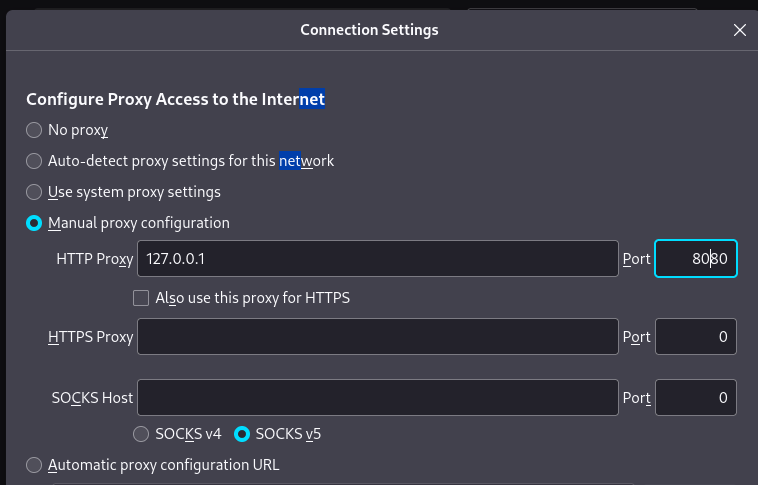 Connection Settings
Configure Proxy Access to the Internet
No proxy
Auto-detect proxy settings for this network
Use system proxy settings
Manual proxy configuration
HTTP Proxy 127.0.0.1 Port 8080
Also use this proxy for HTTPS
HTTPS Proxy Port 0
SOCKS Host Port 0
SOCKS v4 SOCKS v5
Automatic proxy configuration URL